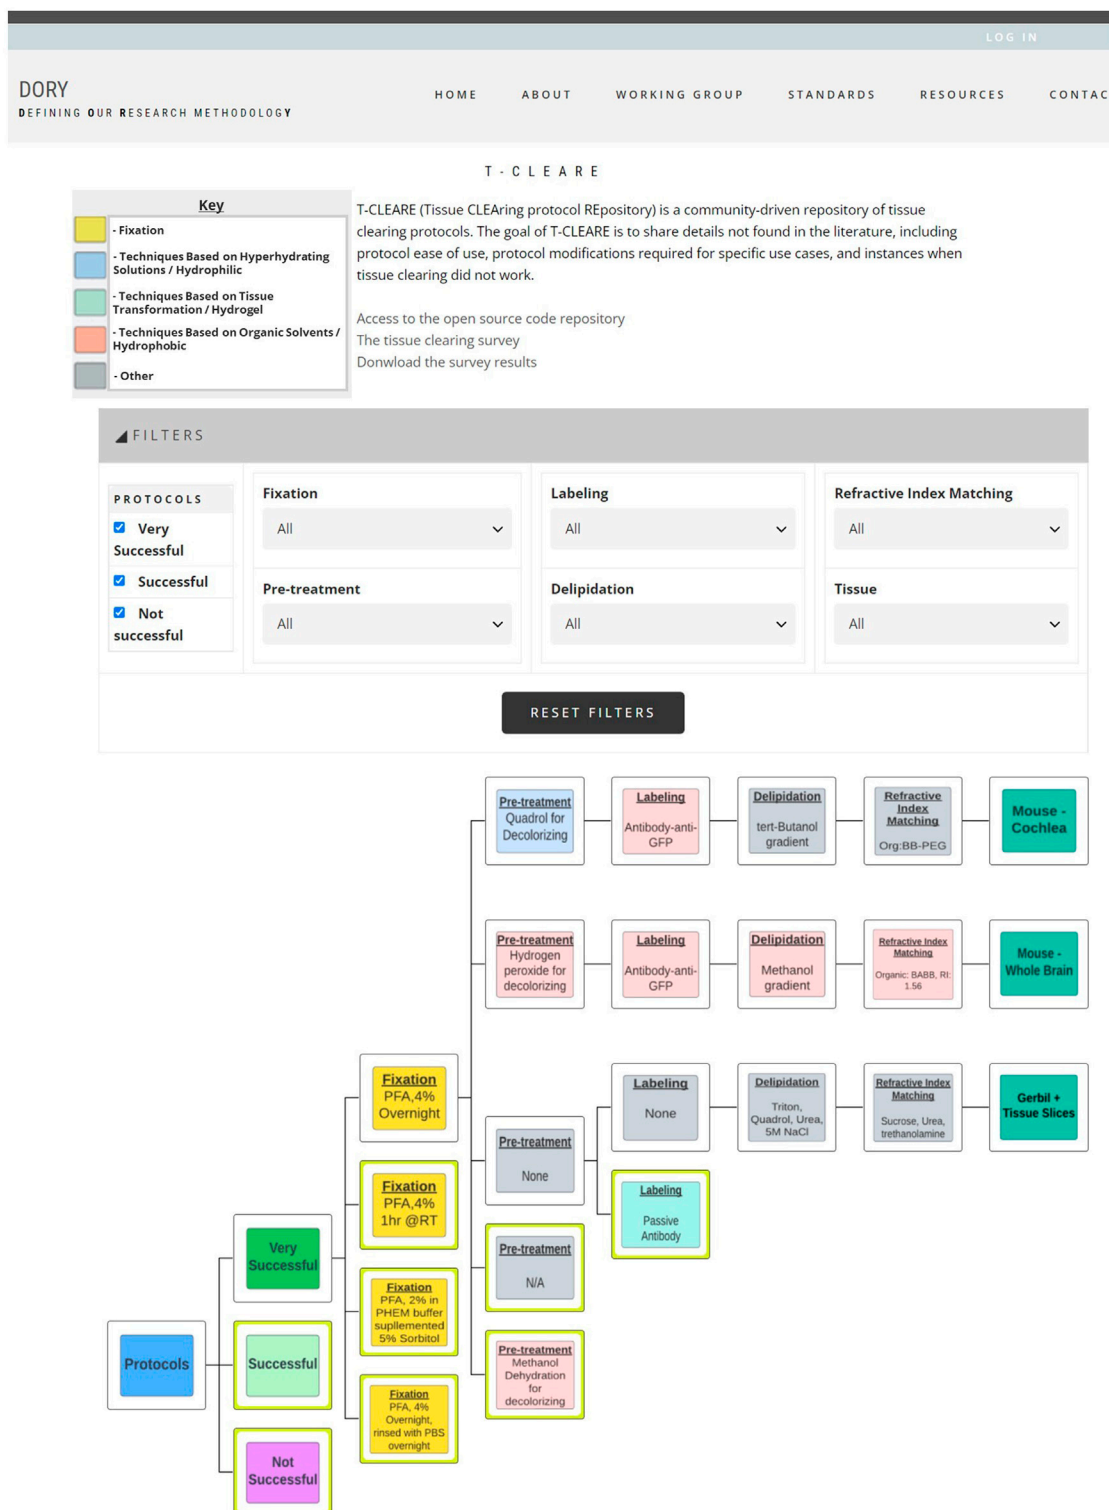 LOG IN
DORY
DEFINING OUR RESEARCH METHODOLOGY
HOME ABOUT WORKING GROUP STANDARDS RESOURCES CONTAC
T-CLEARE
Key
- Fixation
- Techniques Based on Hyperhydrating
Solutions / Hydrophilic
- Techniques Based on Tissue
Transformation / Hydrogel
- Techniques Based on Organic Solvents /
Hydrophobic
- Other
T-CLEARE (Tissue CLEAring protocol REpository) is a community-driven repository of tissue
clearing protocols. The goal of T-CLEARE is to share details not found in the literature, including
protocol ease of use, protocol modifications required for specific use cases, and instances when
tissue clearing did not work.
Access to the open source code repository
The tissue clearing survey
Donwload the survey results
FILTERS
PROTOCOLS
Very
Successful
Successful
Not
successful
Fixation
All
Labeling
All
Refractive Index Matching
All
Pre-treatment
All
Delipidation
All
Tissue
All
RESET FILTERS
Pre-treatment
Quadrol for
Decolorizing
Labeling
Antibody-anti-
GFP
Delipidation
tert-Butanol
gradient
Refractive
Index
Matching
Org:BB-PEG
Mouse -
Cochlea
Pre-treatment
Hydrogen
peroxide for
decolorizing
Labeling
Antibody-anti-
GFP
Delipidation
Methanol
gradient
Refractive Index
Matching
Organic: BABB, RI:
1.56
Mouse -
Whole Brain
Fixation
PFA,4%
Overnight
Pre-treatment
None
Labeling
None
Delipidation
Triton,
Quadrol, Urea,
5M NaCl
Refractive Index
Matching
Sucrose, Urea,
trethanolamine
Gerbil +
Tissue Slices
Fixation
PFA,4%
1hr @RT
Labeling
Passive
Antibody
Very
Successful
Pre-treatment
N/A
Fixation
PFA, 2% in
PHEM buffer
supllemented
5% Sorbitol
Protocols
Successful
Pre-treatment
Methanol
Dehydration
for
decolorizing
Fixation
PFA, 4%
Overnight,
rinsed with PBS
overnight
Not
Successful